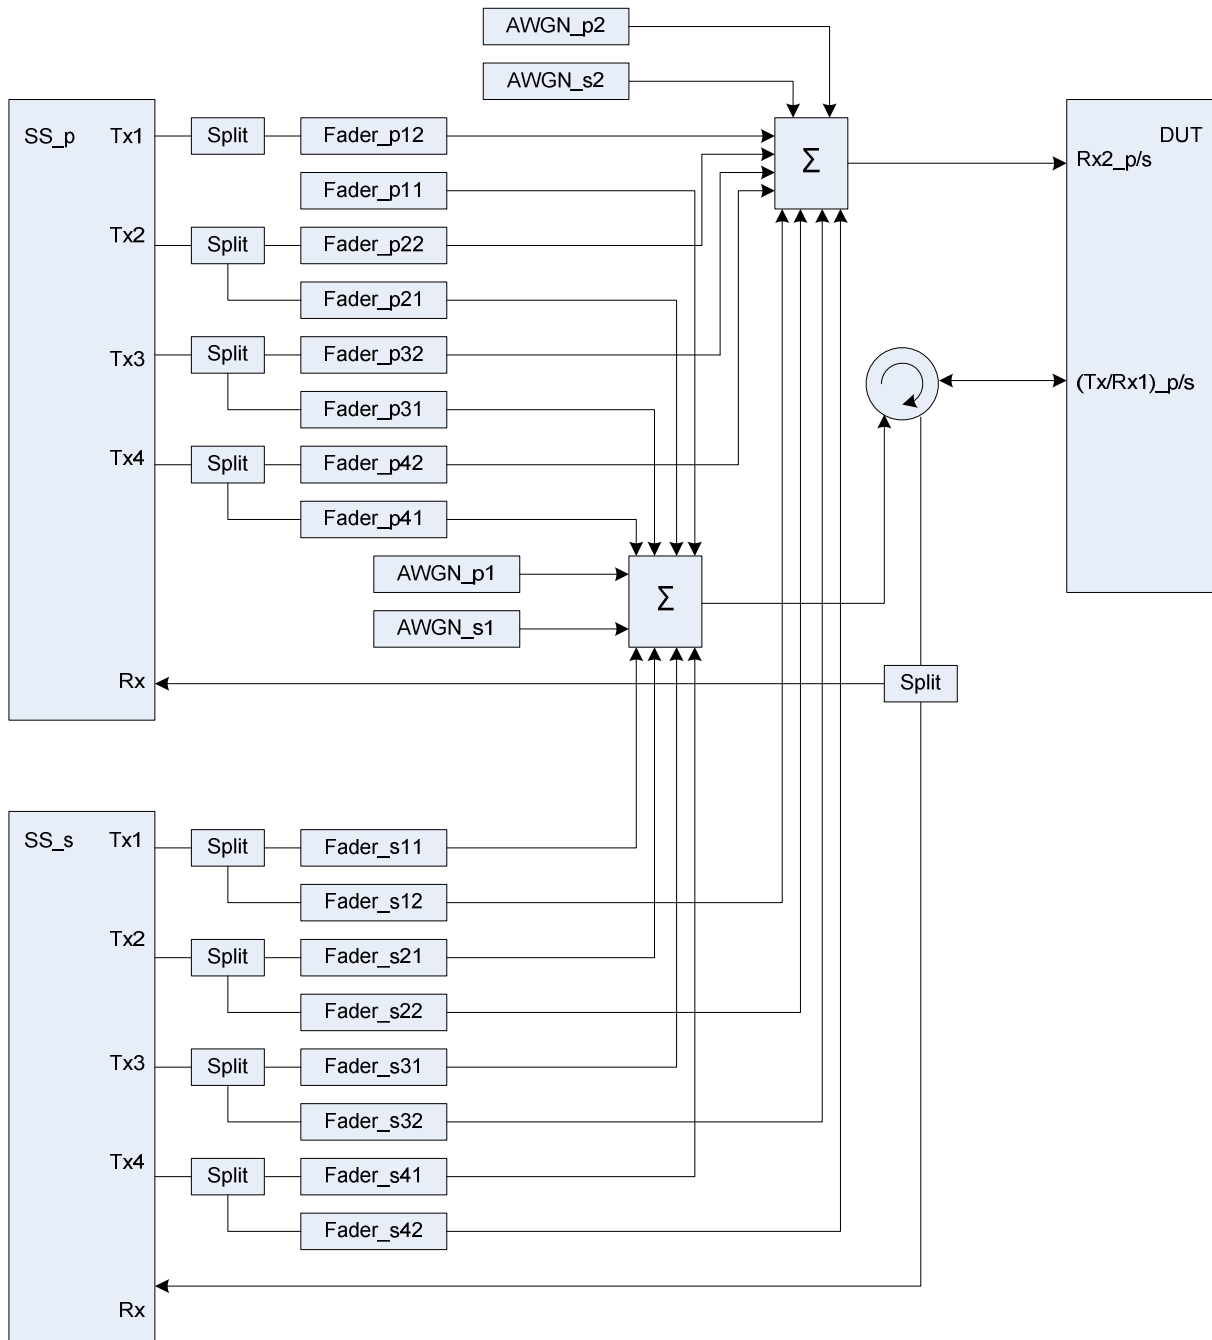 AWGN_p2
AWGN_s2
SS_p
Tx1
Split
Fader_p12
Σ
DUT
Rx2_p/s
Fader_p11
Tx2
Split
Fader_p22
Fader_p21
Tx3
Split
Fader_p32
(Tx/Rx1)_p/s
Fader_p31
Tx4
Split
Fader_p42
Fader_p41
AWGN_p1
Σ
AWGN_s1
Rx
Split
SS_s
Tx1
Split
Fader_s11
Fader_s12
Tx2
Split
Fader_s21
Fader_s22
Tx3
Split
Fader_s31
Fader_s32
Tx4
Split
Fader_s41
Fader_s42
Rx